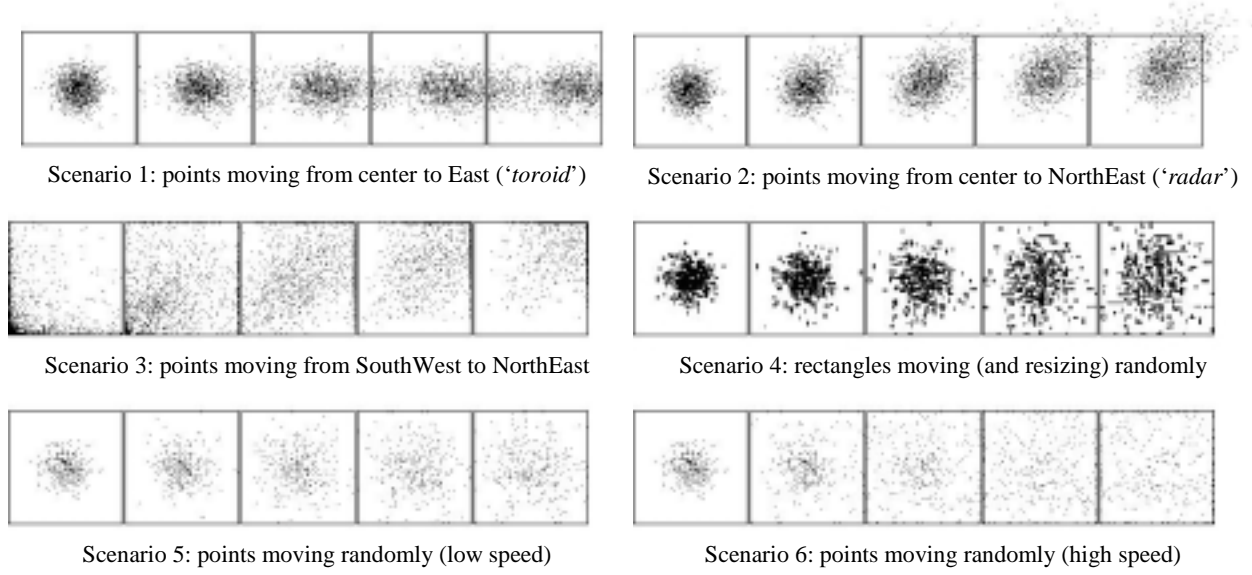 Scenario 1: points moving from center to East (‘toroid’)
Scenario 2: points moving from center to NorthEast (‘radar’)
Scenario 3: points moving from SouthWest to NorthEast
Scenario 4: rectangles moving (and resizing) randomly
Scenario 5: points moving randomly (low speed)
Scenario 6: points moving randomly (high speed)